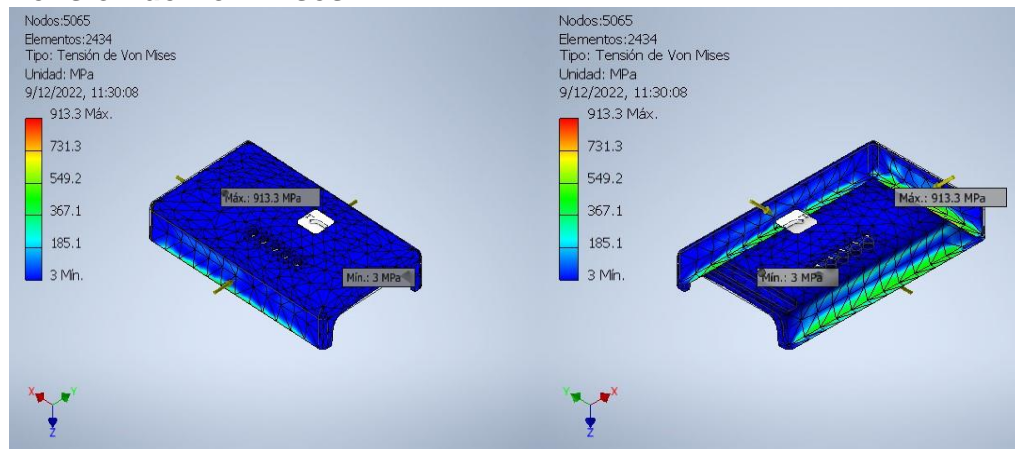 Nodos:5065
Elementos:2434
Tipo: Tensión de Von Mises
Unidad: MPa
9/12/2022, 11:30:08
913.3 Máx.
731.3
549.2
367.1
185.1
3 Mín.
Máx.: 913.3 MPa
Mín.: 3 MPa
X
Y
Z
Nodos:5065
Elementos:2434
Tipo: Tensión de Von Mises
Unidad: MPa
9/12/2022, 11:30:08
913.3 Máx.
731.3
549.2
367.1
185.1
3 Mín.
Máx.: 913.3 MPa
Mín.: 3 MPa
Y
X
Z